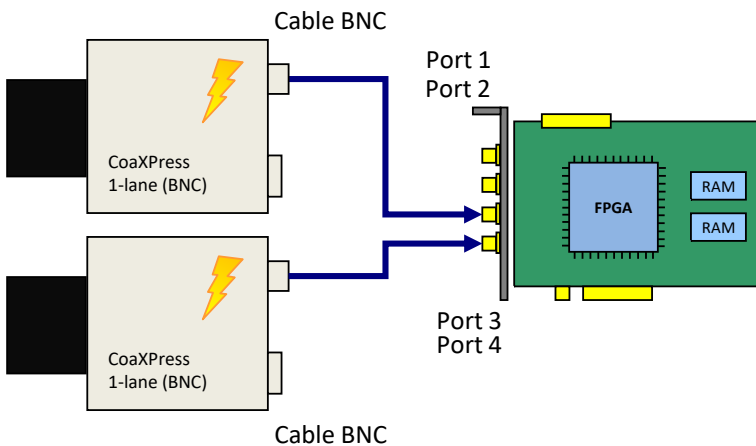 Cable BNC
Port 1
Port 2
CoaXPress
1-lane (BNC)
FPGA
RAM
RAM
Port 3
Port 4
CoaXPress
1-lane (BNC)
Cable BNC